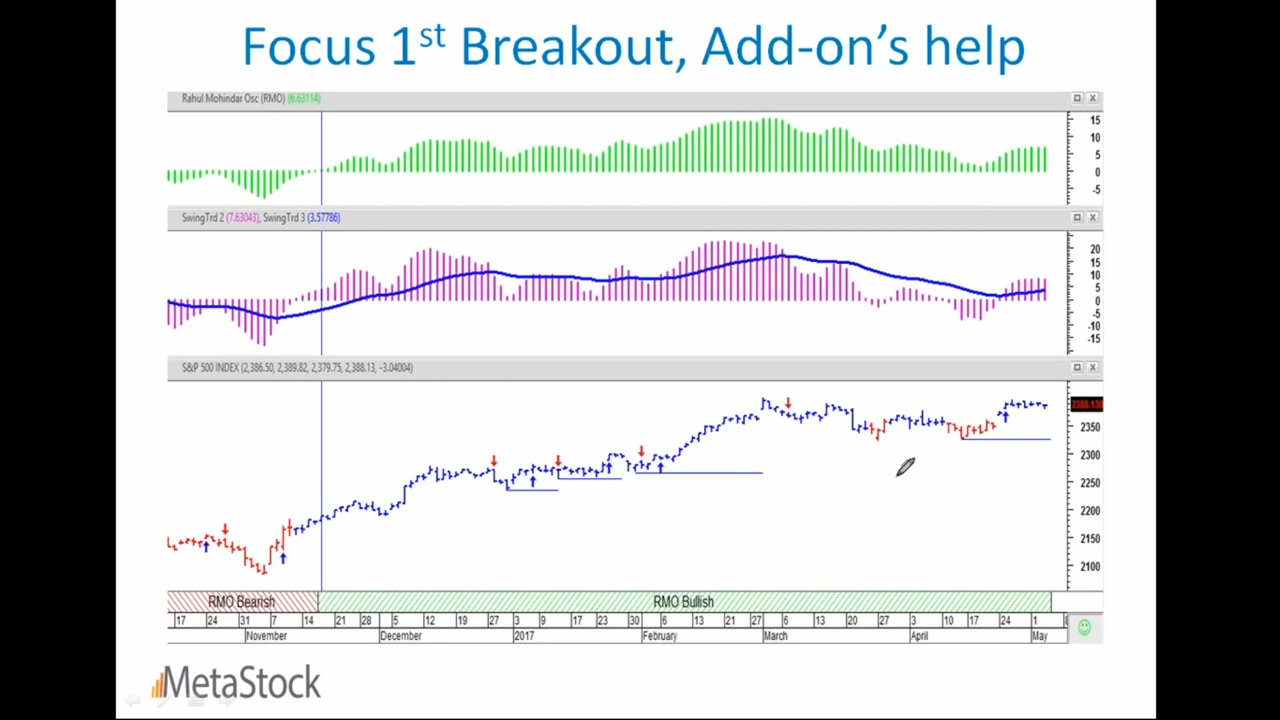 Focus 1st Breakout, Add-on's help
Rahul Mohindar Osc (RMO) (6.63114)
15
10
5
0
-5
SwingTrd 2 (7.63043), SwingTrd 3 (3.57786)
20
15
10
5
0
-5
-10
-15
S&P 500 INDEX (2,386.50, 2,389.82, 2,379.75, 2,388.13, -3.04004)
2388.130
2350
2300
2250
2200
2150
2100
RMO Bearish RMO Bullish
17 24 31 7 14 21 28 5 12 19 27 3 9 17 23 30 6 13 21 27 6 13 20 27 3 10 17 24 1 8
November December 2017 February March April May
MetaStock